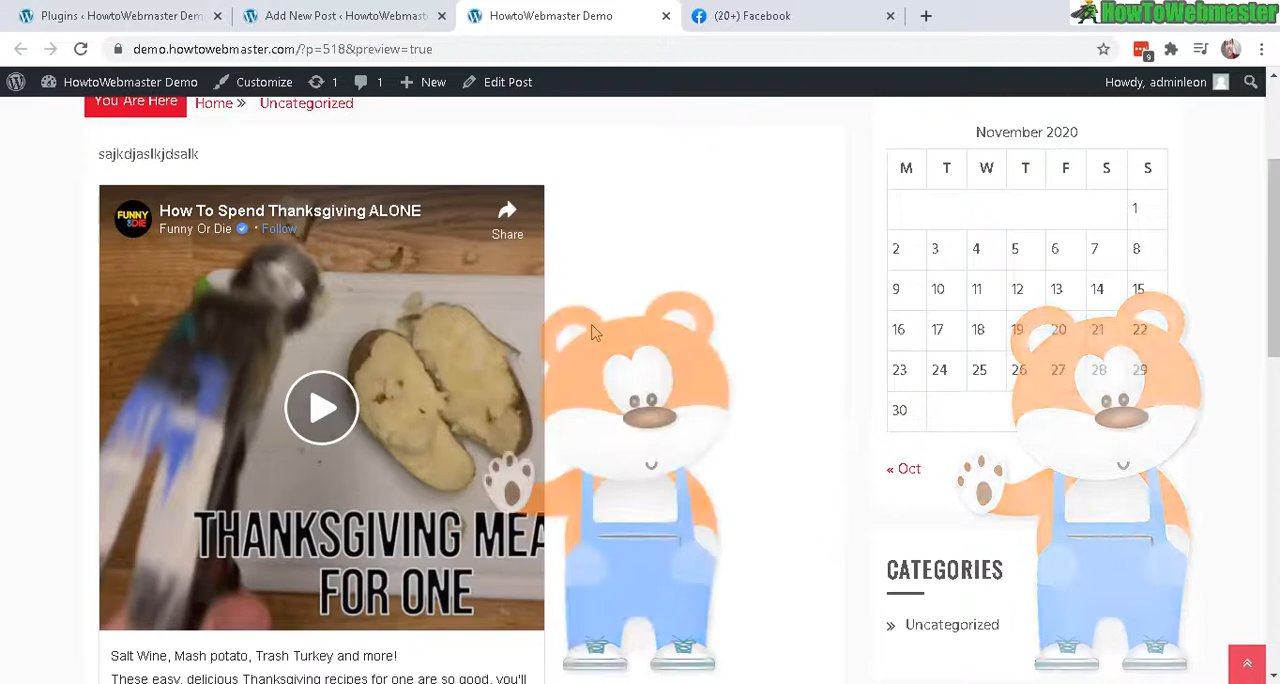 Plugins ‹ HowtoWebmaster Dem
Add New Post ‹ HowtoWebmast
HowtoWebmaster Demo
(20+) Facebook
HowToWebmaster
demo.howtowebmaster.com/?p=518&preview=true
9
HowtoWebmaster Demo
Customize
1
1
New
Edit Post
Howdy, adminleon
You Are Here
Home »
Uncategorized
sajkdjaslkjdsalk
FUNNY OR DIE
How To Spend Thanksgiving ALONE
Funny Or Die · Follow
Share
THANKSGIVING MEA
FOR ONE
Salt Wine, Mash potato, Trash Turkey and more!
These easy, delicious Thanksgiving recipes for one are so good, you'll
November 2020
M T W T F S S
1
2 3 4 5 6 7 8
9 10 11 12 13 14 15
16 17 18 19 20 21 22
23 24 25 26 27 28 29
30
« Oct
CATEGORIES
» Uncategorized